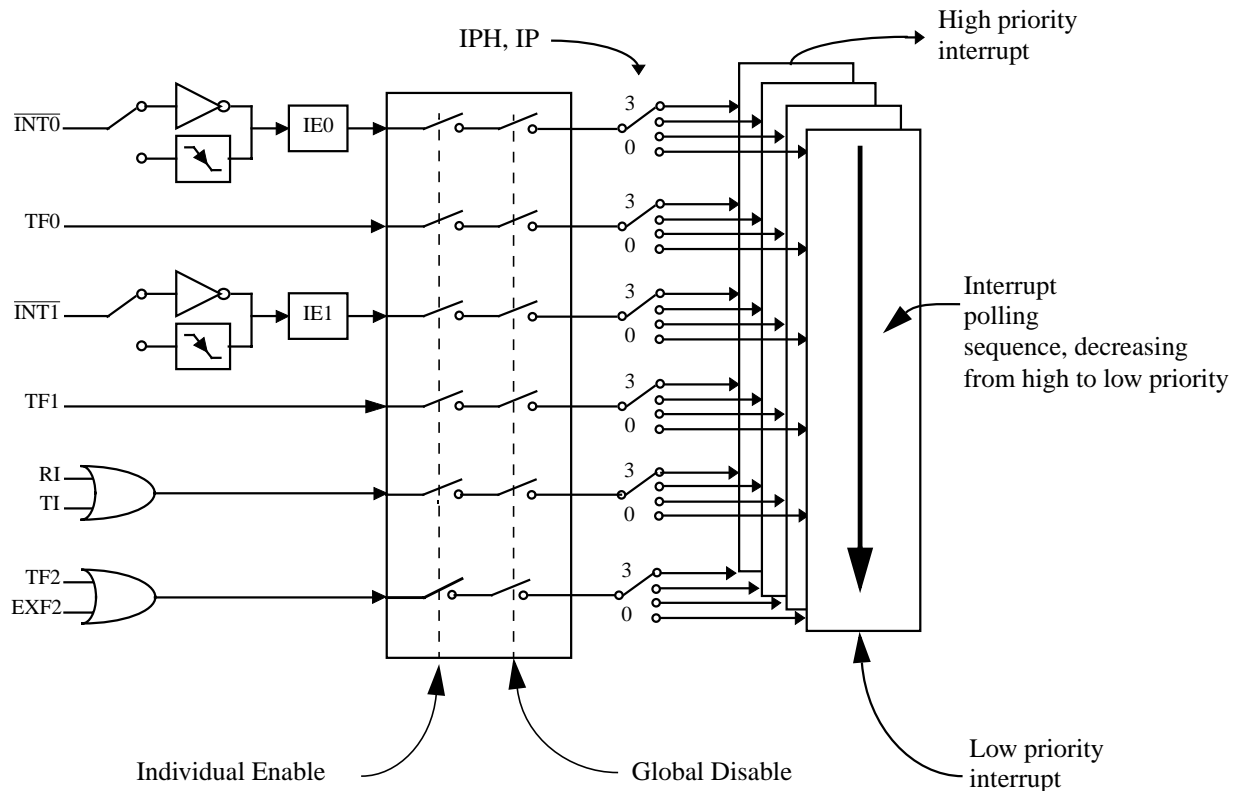 IPH, IP
High priority
interrupt
INT0
IE0
3
0
TF0
3
0
INT1
IE1
3
0
Interrupt
polling
sequence, decreasing
from high to low priority
TF1
3
0
RI
TI
3
0
TF2
EXF2
3
0
Individual Enable
Global Disable
Low priority
interrupt